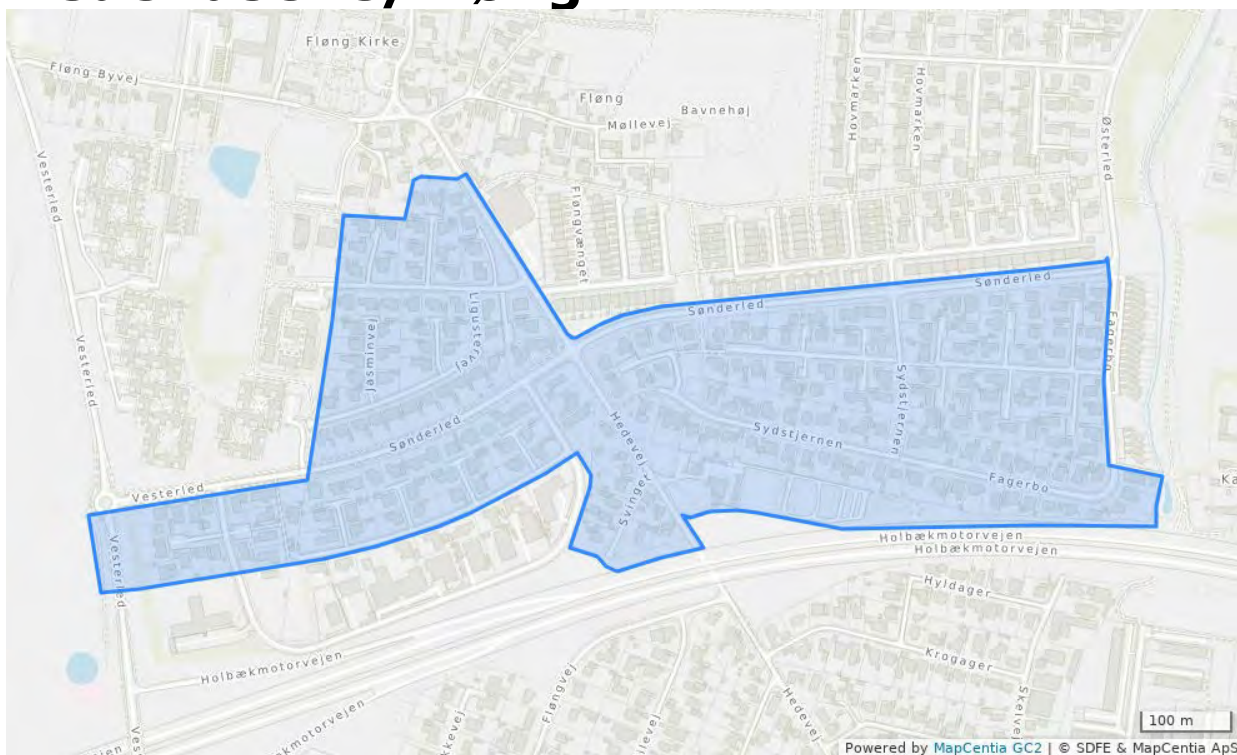 Fløng Kirke
Fløng Byvej
Fløng
Bavnehøj
Møllevej
Hovmarken
Hovmarken
Østerled
Vesterled
Fløngvænget
Sønderled
Sønderled
Fagerbo
Ligustervej
Jasminvej
Vesterled
Sydstjernen
Hedevej
Sønderled
Sydstjernen
Fagerbo
Svinget
Vesterled
Vesterled
Holbækmotorvejen
Holbækmotorvejen
Hyldager
Krogager
Holbækmotorvejen
Fløngvej
Hedevej
100 m
Powered by MapCentia GC2 | © SDFE & MapCentia ApS